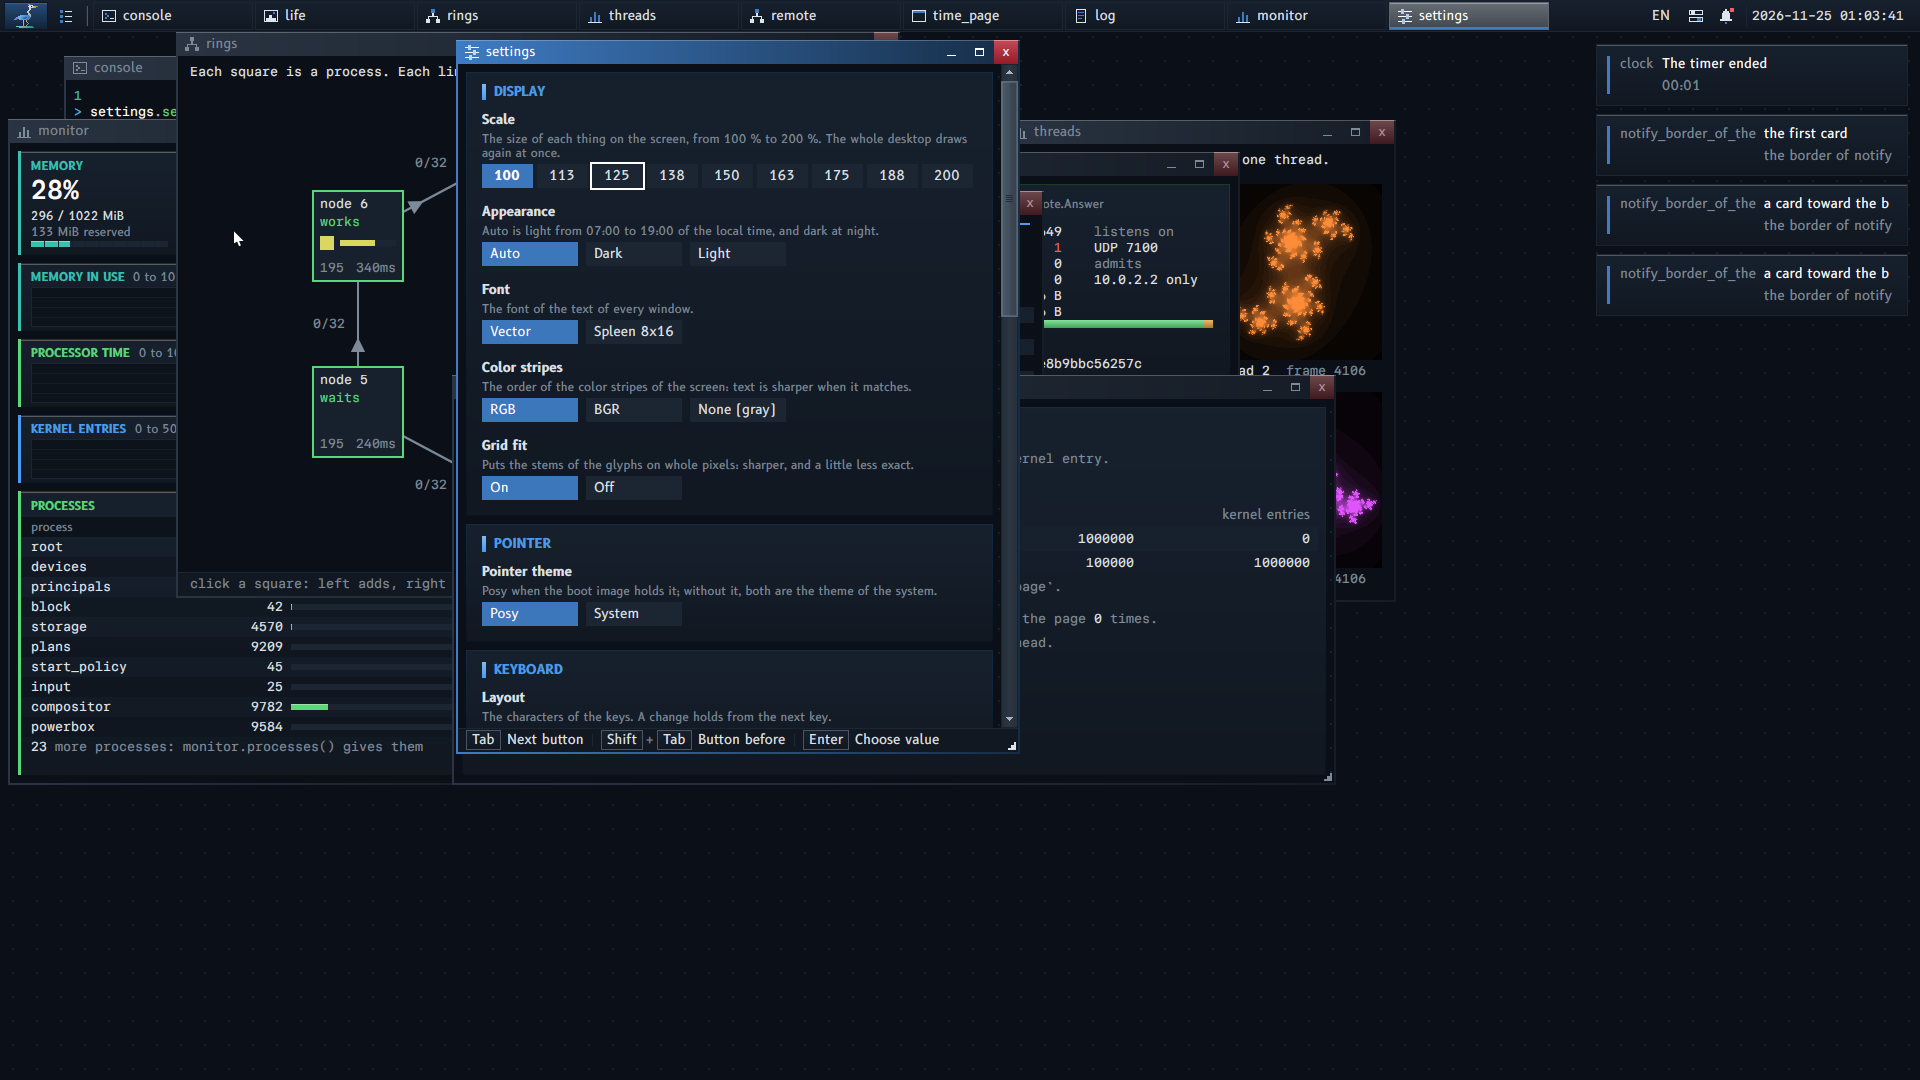 console
life
rings
threads
remote
time_page
log
monitor
settings
EN
2026-11-25 01:03:41
rings
Each square is a process. Each li
console
1
> settings.se
monitor
MEMORY
28%
296 / 1022 MiB
133 MiB reserved
MEMORY IN USE 0 to 10
PROCESSOR TIME 0 to 1
KERNEL ENTRIES 0 to 50
PROCESSES
process
root
devices
principals
block 42
storage 4570
plans 9209
start_policy 45
input 25
compositor 9782
powerbox 9584
23 more processes: monitor.processes() gives them
0/32
node 6
works
195 340ms
0/32
node 5
waits
195 240ms
0/32
click a square: left adds, right
settings
DISPLAY
Scale
The size of each thing on the screen, from 100 % to 200 %. The whole desktop draws
again at once.
100 113 125 138 150 163 175 188 200
Appearance
Auto is light from 07:00 to 19:00 of the local time, and dark at night.
Auto Dark Light
Font
The font of the text of every window.
Vector Spleen 8x16
Color stripes
The order of the color stripes of the screen: text is sharper when it matches.
RGB BGR None (gray)
Grid fit
Puts the stems of the glyphs on whole pixels: sharper, and a little less exact.
On Off
POINTER
Pointer theme
Posy when the boot image holds it; without it, both are the theme of the system.
Posy System
KEYBOARD
Layout
The characters of the keys. A change holds from the next key.
Tab Next button Shift + Tab Button before Enter Choose value
threads
one thread.
ote.Answer
listens on
1 UDP 7100
0 admits
0 10.0.2.2 only
B
B
e8b9bbc56257c
ad 2 frame 4106
4106
rnel entry.
kernel entries
1000000 0
100000 1000000
age`.
the page 0 times.
ead.
clock The timer ended
00:01
notify_border_of_the the first card
the border of notify
notify_border_of_the a card toward the b
the border of notify
notify_border_of_the a card toward the b
the border of notify